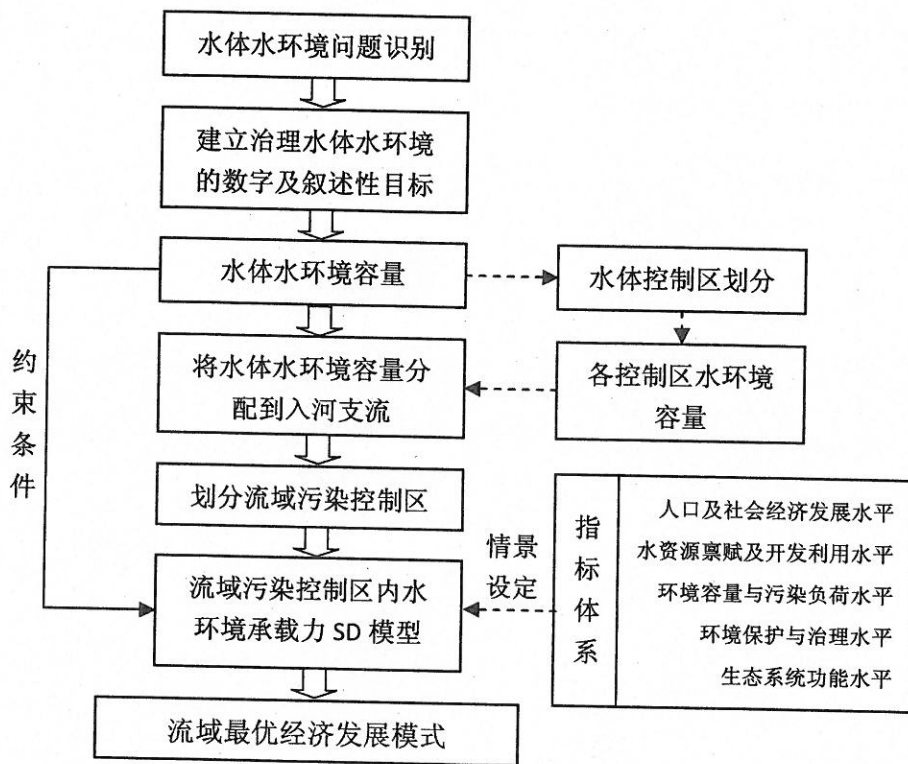 水体水环境问题识别
建立治理水体水环境
的数字及叙述性目标
水体水环境容量
水体控制区划分
将水体水环境容量分
配到入河支流
各控制区水环境
容量
约束条件
划分流域污染控制区
情景
设定
流域污染控制区内水
环境承载力 SD 模型
指标体系
人口及社会经济发展水平
水资源禀赋及开发利用水平
环境容量与污染负荷水平
环境保护与治理水平
生态系统功能水平
流域最优经济发展模式